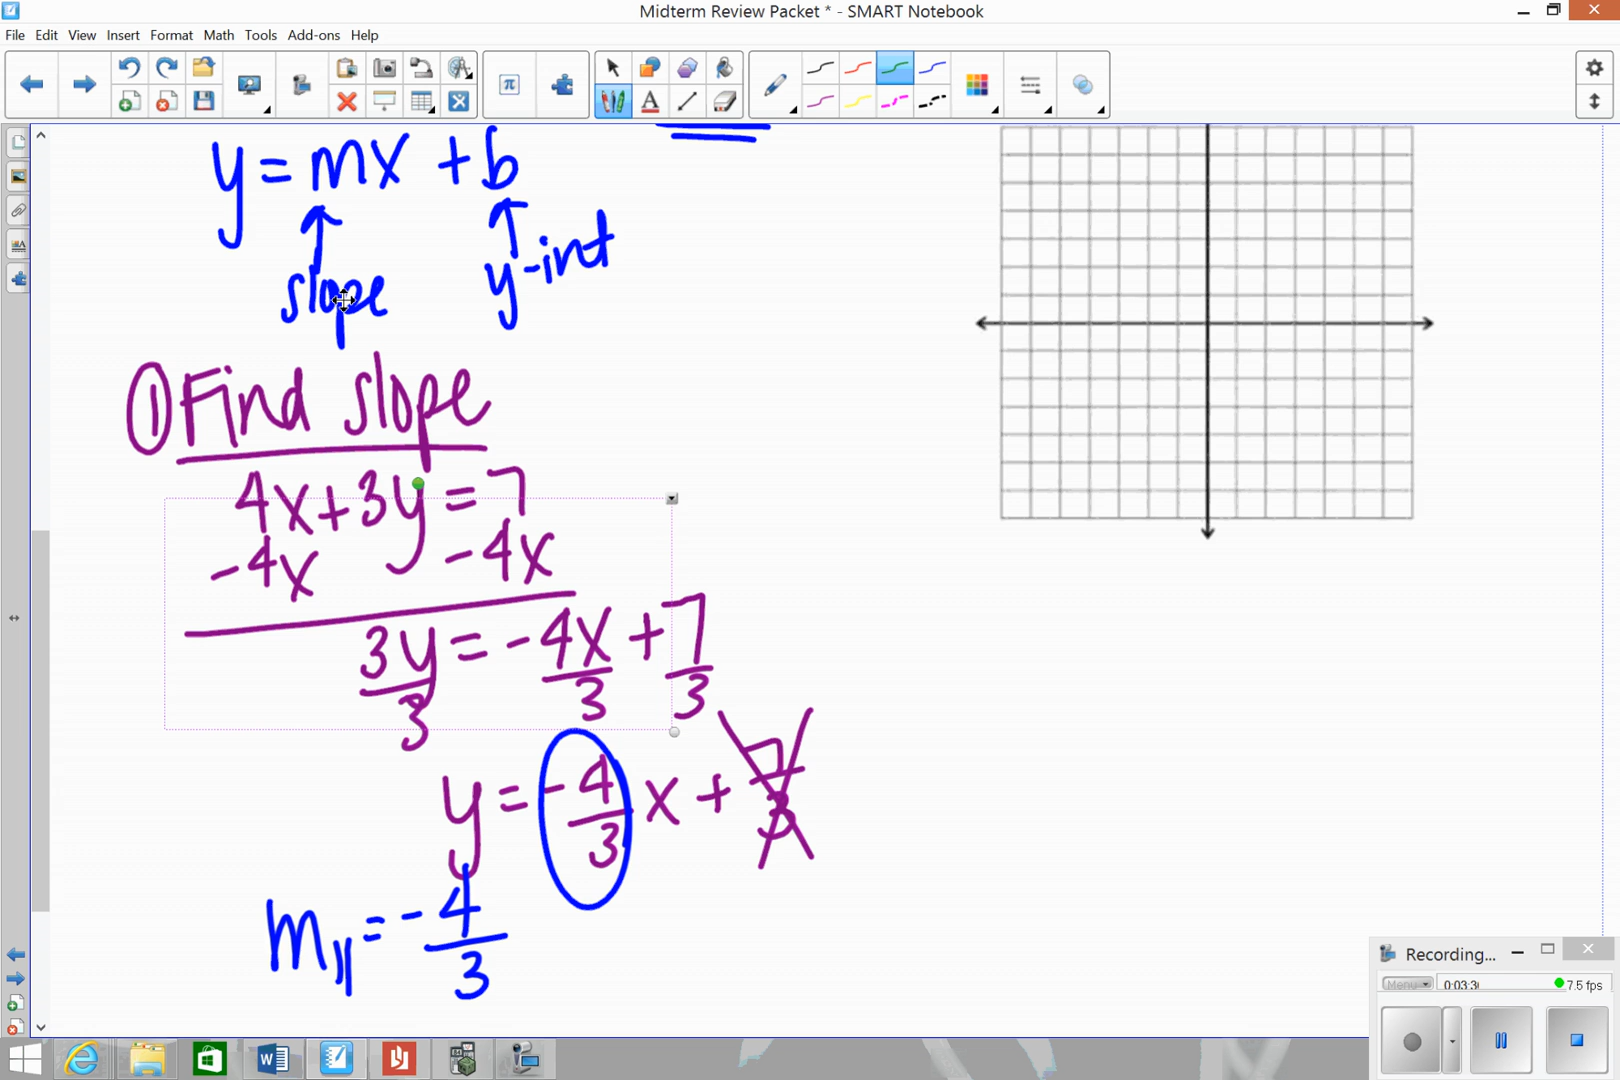 Midterm Review Packet * - SMART Notebook
File Edit View Insert Format Math Tools Add-ons Help
y = mx + b
slope y-int
① Find slope
4x + 3y = 7
-4x -4x
3y/3 = -4x/3 + 7/3
y = -4/3 x + 7/3
m∥ = -4/3
Recording...
Menu 0:03:3 7.5 fps